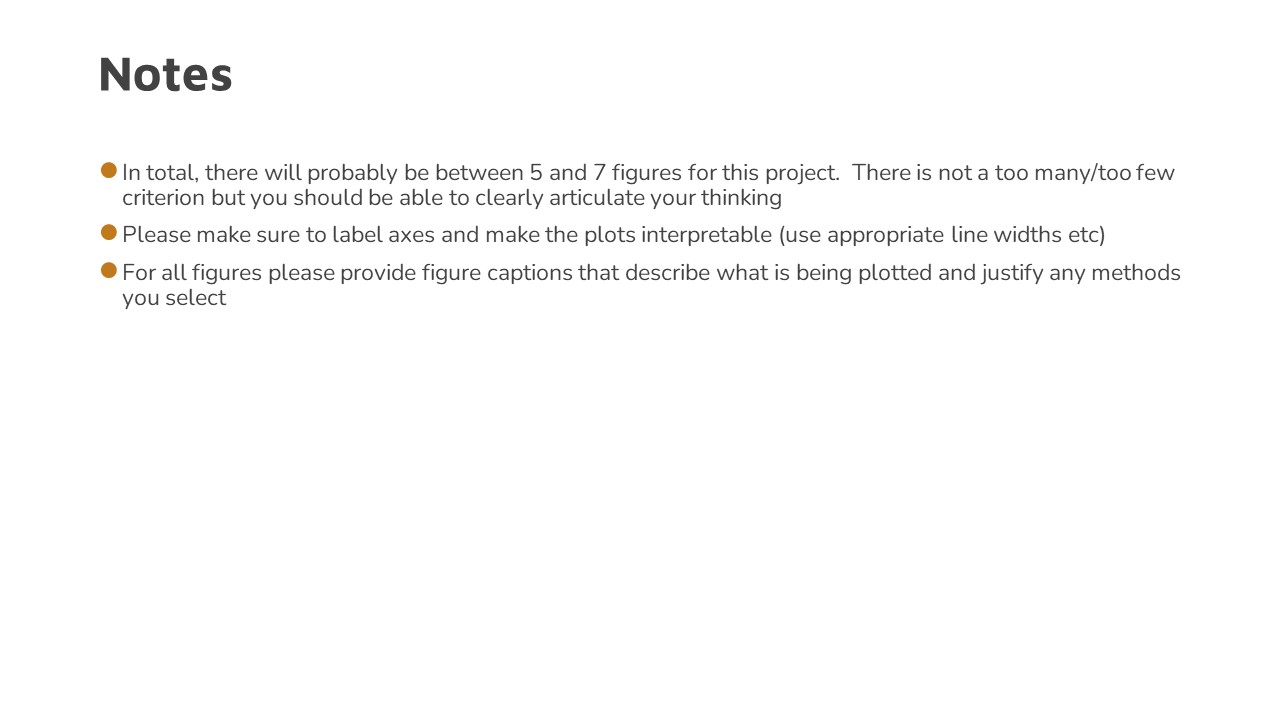 Notes
In total, there will probably be between 5 and 7 figures for this project.  There is not a too many/too few
criterion but you should be able to clearly articulate your thinking
Please make sure to label axes and make the plots interpretable (use appropriate line widths etc)
For all figures please provide figure captions that describe what is being plotted and justify any methods
you select